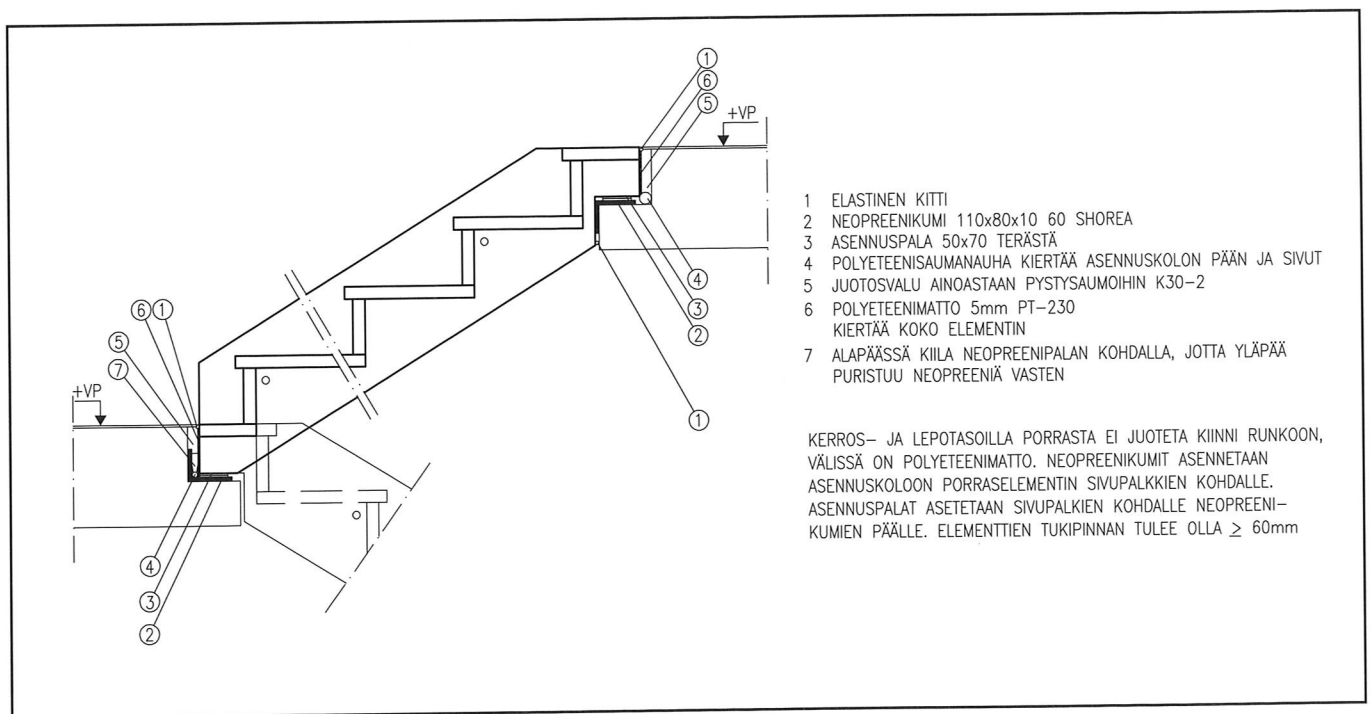 1
6
5
+VP
6 1
5
7
+VP
4
3
2
1
4
3
2
1 ELASTINEN KITTI
2 NEOPREENIKUMI 110x80x10 60 SHOREA
3 ASENNUSPALA 50x70 TERÄSTÄ
4 POLYETEENISAUMANAUHA KIERTÄÄ ASENNUSKOLON PÄÄN JA SIVUT
5 JUOTOSVALU AINOASTAAN PYSTYSAUMOIHIN K30-2
6 POLYETEENIMATTO 5mm PT-230
KIERTÄÄ KOKO ELEMENTIN
7 ALAPÄÄSSÄ KIILA NEOPREENIPALAN KOHDALLA, JOTTA YLÄPÄÄ
PURISTUU NEOPREENIÄ VASTEN
KERROS- JA LEPOTASOILLA PORRASTA EI JUOTETA KIINNI RUNKOON,
VÄLISSÄ ON POLYETEENIMATTO. NEOPREENIKUMIT ASENNETAAN
ASENNUSKOLOON PORRASELEMENTIN SIVUPALKKIEN KOHDALLE.
ASENNUSPALAT ASETETAAN SIVUPALKIEN KOHDALLE NEOPREENI-
KUMIEN PÄÄLLE. ELEMENTTIEN TUKIPINNAN TULEE OLLA ≥ 60mm